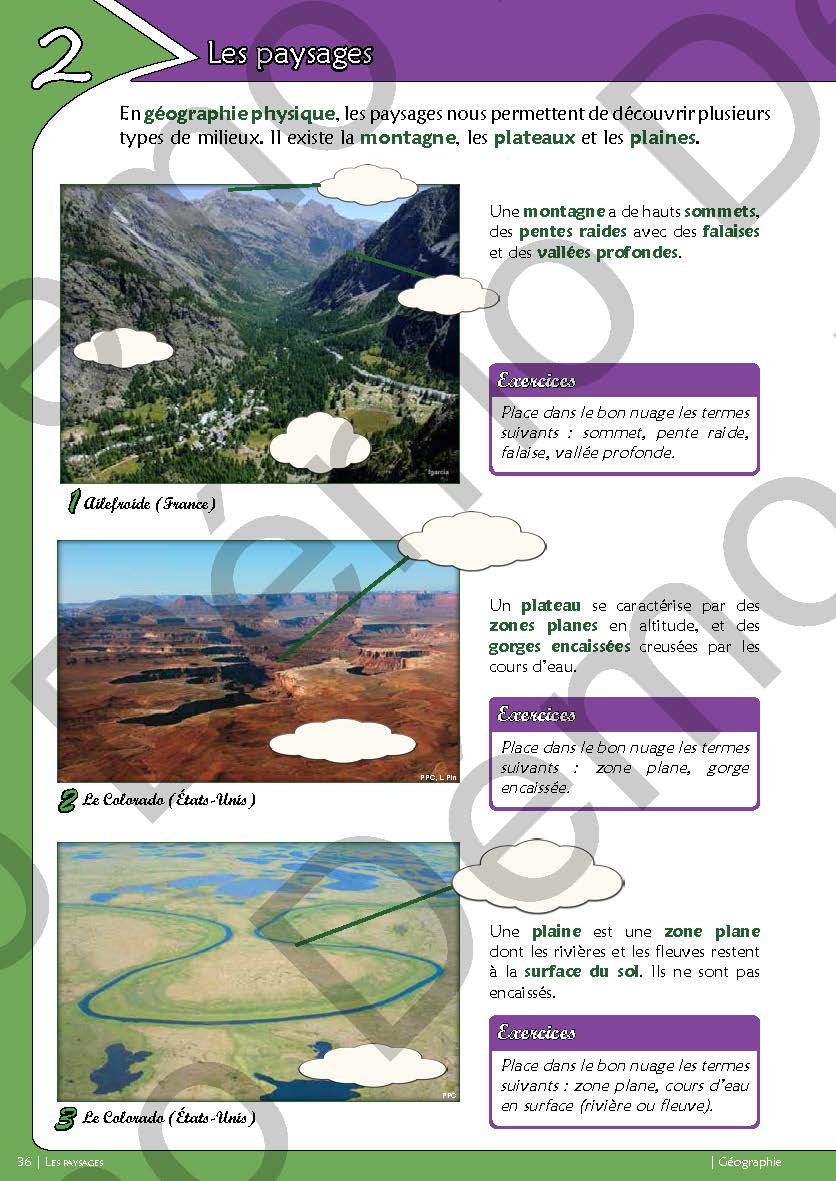 2
Les paysages
En géographie physique, les paysages nous permettent de découvrir plusieurs
types de milieux. Il existe la montagne, les plateaux et les plaines.
Une montagne a de hauts sommets,
des pentes raides avec des falaises
et des vallées profondes.
Exercices
Place dans le bon nuage les termes
suivants : sommet, pente raide,
falaise, vallée profonde.
fgarcia
1 Ailefroide (France)
Un plateau se caractérise par des
zones planes en altitude, et des
gorges encaissées creusées par les
cours d'eau.
Exercices
Place dans le bon nuage les termes
suivants : zone plane, gorge
encaissée.
PPC, L. Pin
2 Le Colorado (États-Unis)
Une plaine est une zone plane
dont les rivières et les fleuves restent
à la surface du sol. Ils ne sont pas
encaissés.
Exercices
Place dans le bon nuage les termes
suivants : zone plane, cours d'eau
en surface (rivière ou fleuve).
PPC
3 Le Colorado (États-Unis)
36 | Les paysages
| Géographie
Demo
Demo
Demo
Demo